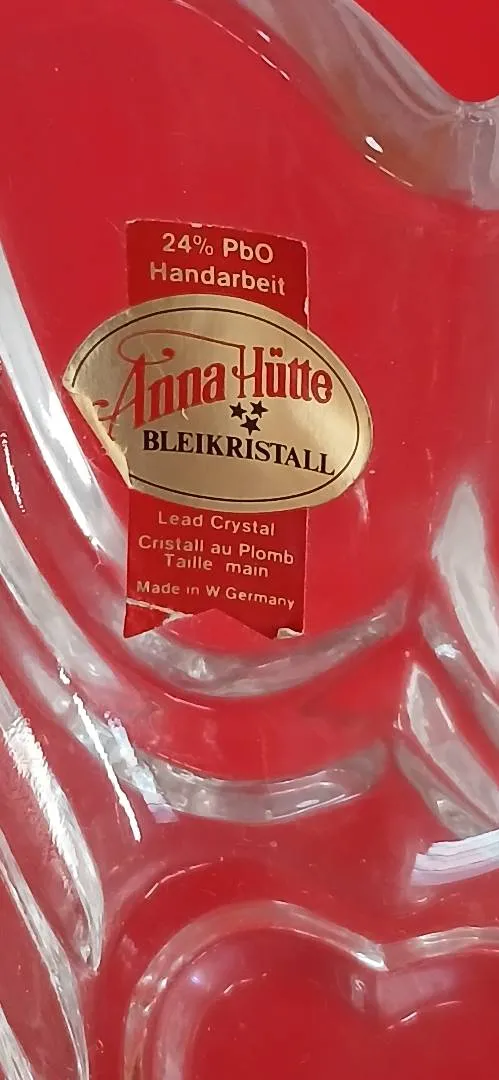 24% PbO
Handarbeit
Anna Hütte
BLEIKRISTALL
Lead Crystal
Cristall au Plomb
Taille main
Made in W Germany